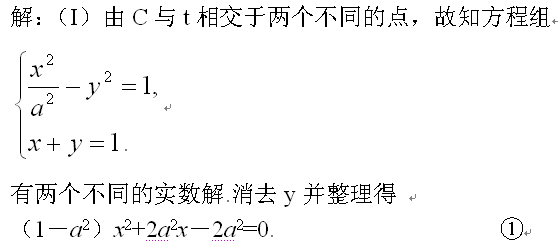 解：（I）由 C 与 t 相交于两个不同的点，故知方程组
x²/a² － y² = 1,
x + y = 1.
有两个不同的实数解.消去 y 并整理得
（1－a²）x²+2a²x－2a²=0. ①